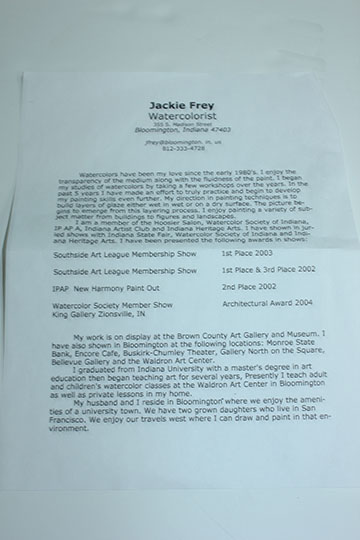 Jackie Frey
Watercolorist
355 S. Madison Street
Bloomington, Indiana 47403
jfrey@bloomington. in. us
812-333-4728
Watercolors have been my love since the early 1980's. I enjoy the
transparency of the medium along with the fluidness of the paint. I began
my studies of watercolors by taking a few workshops over the years. In the
past 5 years I have made an effort to truly practice and begin to develop
my painting skills even further. My direction in painting techniques is to
build layers of glaze either wet in wet or on a dry surface. The picture be-
gins to emerge from this layering process. I enjoy painting a variety of sub-
ject matter from buildings to figures and landscapes.
I am a member of the Hoosier Salon, Watercolor Society of Indiana,
IP AP A, Indiana Artist Club and Indiana Heritage Arts. I have shown in jur-
ied shows with Indiana State Fair, Watercolor Society of Indiana and Indi-
ana Heritage Arts. I have been presented the following awards in shows:
Southside Art League Membership Show 1st Place 2003
Southside Art League Membership Show 1st Place & 3rd Place 2002
IPAP New Harmony Paint Out 2nd Place 2002
Watercolor Society Member Show Architectural Award 2004
King Gallery Zionsville, IN
My work is on display at the Brown County Art Gallery and Museum. I
have also shown in Bloomington at the following locations: Monroe State
Bank, Encore Cafe, Buskirk-Chumley Theater, Gallery North on the Square,
Bellevue Gallery and the Waldron Art Center.
I graduated from Indiana University with a master's degree in art
education then began teaching art for several years, Presently I teach adult
and children's watercolor classes at the Waldron Art Center in Bloomington
as well as private lessons in my home.
My husband and I reside in Bloomington where we enjoy the ameni-
ties of a university town. We have two grown daughters who live in San
Francisco. We enjoy our travels west where I can draw and paint in that en-
vironment.